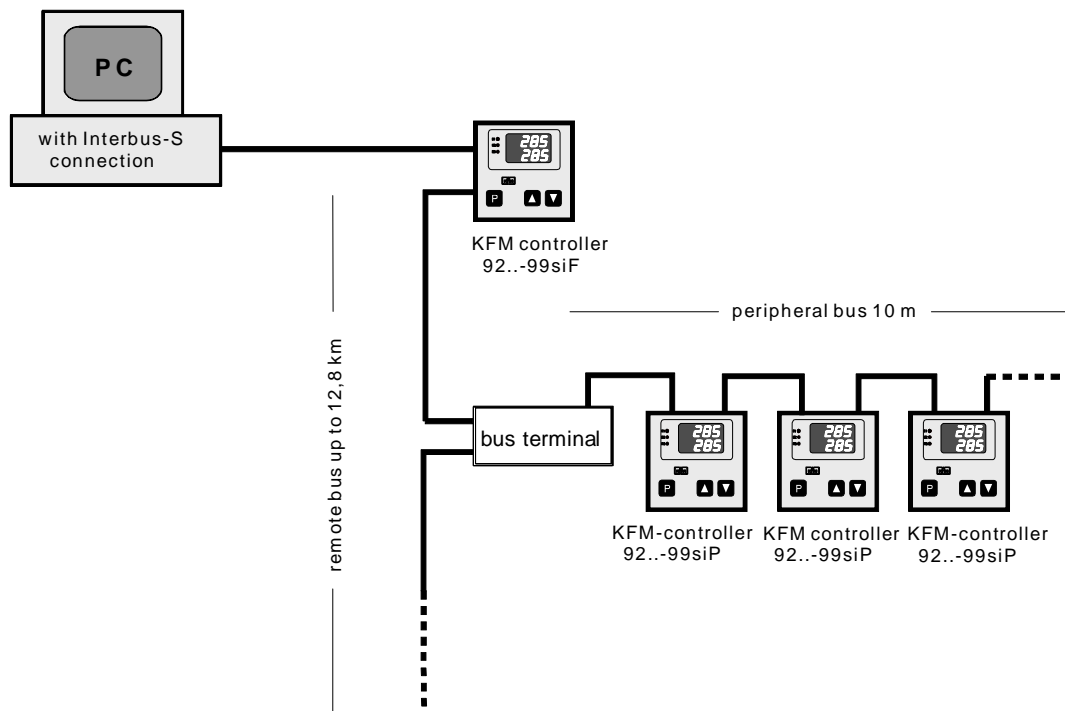 PC
with Interbus-S
connection
285
285
P
KFM controller
92..-99siF
peripheral bus 10 m
remote bus up to 12,8 km
bus terminal
285
285
P
KFM-controller
92..-99siP
285
285
P
KFM controller
92..-99siP
285
285
P
KFM-controller
92..-99siP